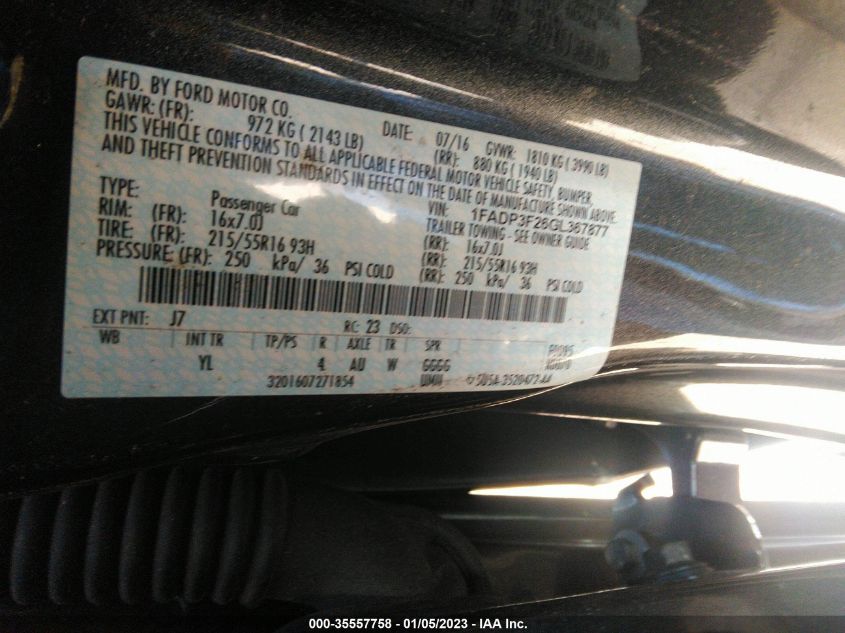 MFD. BY FORD MOTOR CO.
DATE: 07/16 GVWR: 1810 KG ( 3990 LB)
GAWR: (FR): 972 KG ( 2143 LB) (RR): 880 KG ( 1940 LB)
THIS VEHICLE CONFORMS TO ALL APPLICABLE FEDERAL MOTOR VEHICLE SAFETY, BUMPER,
AND THEFT PREVENTION STANDARDS IN EFFECT ON THE DATE OF MANUFACTURE SHOWN ABOVE.
VIN: 1FADP3F26GL367877
TYPE: Passenger Car TRAILER TOWING - SEE OWNER GUIDE
RIM: (FR): 16x7.0J (RR): 16x7.0J
TIRE: (FR): 215/55R16 93H (RR): 215/55R16 93H
PRESSURE: (FR): 250 kPa/ 36 PSI COLD (RR): 250 kPa/ 36 PSI COLD
EXT PNT: J7 RC: 23 DSO:
WB INT TR TP/PS R AXLE TR SPR
YL 4 AU W GGGG
3201607271854
000-35557758 - 01/05/2023 - IAA Inc.